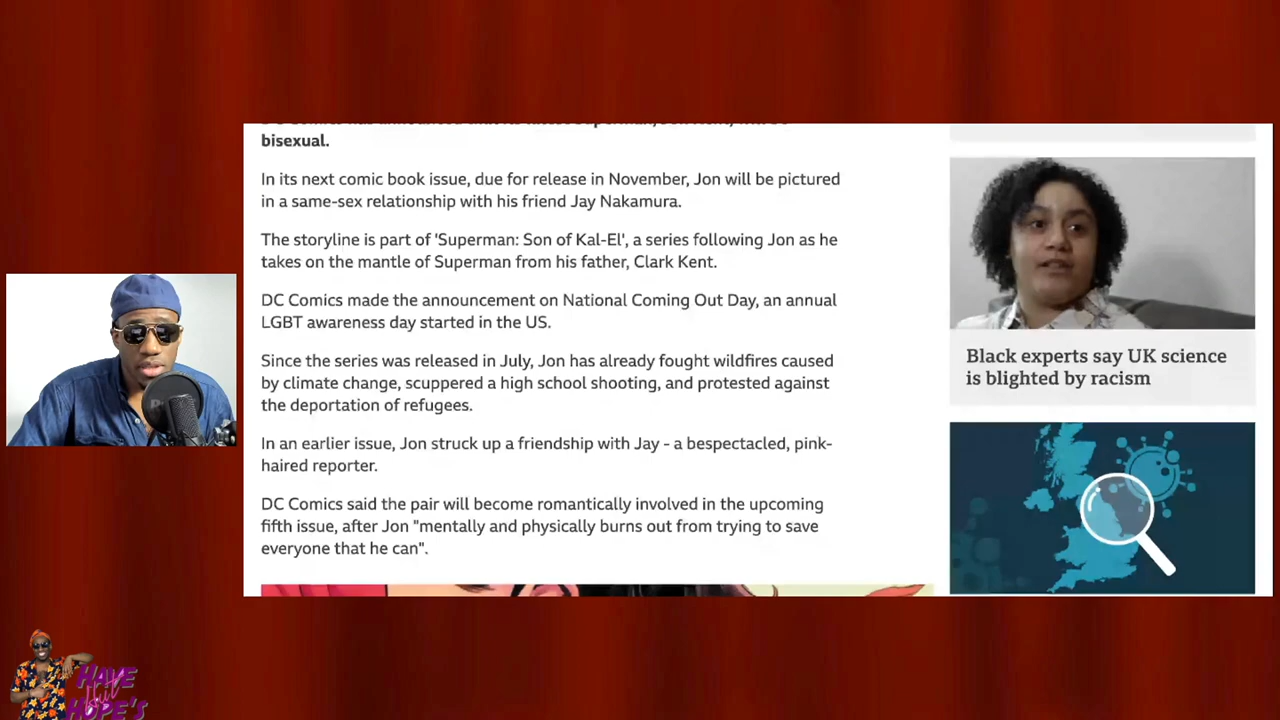 bisexual.
In its next comic book issue, due for release in November, Jon will be pictured
in a same-sex relationship with his friend Jay Nakamura.
The storyline is part of 'Superman: Son of Kal-El', a series following Jon as he
takes on the mantle of Superman from his father, Clark Kent.
DC Comics made the announcement on National Coming Out Day, an annual
LGBT awareness day started in the US.
Since the series was released in July, Jon has already fought wildfires caused
by climate change, scuppered a high school shooting, and protested against
the deportation of refugees.
In an earlier issue, Jon struck up a friendship with Jay - a bespectacled, pink-
haired reporter.
DC Comics said the pair will become romantically involved in the upcoming
fifth issue, after Jon "mentally and physically burns out from trying to save
everyone that he can".
Black experts say UK science
is blighted by racism
HAVE
HOPE'S